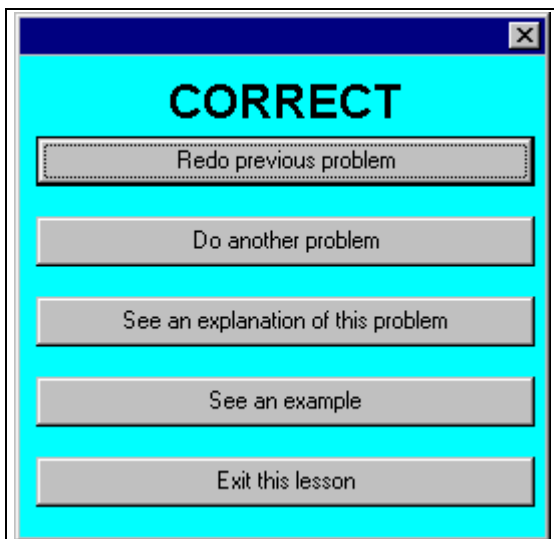 CORRECT
Redo previous problem
Do another problem
See an explanation of this problem
See an example
Exit this lesson